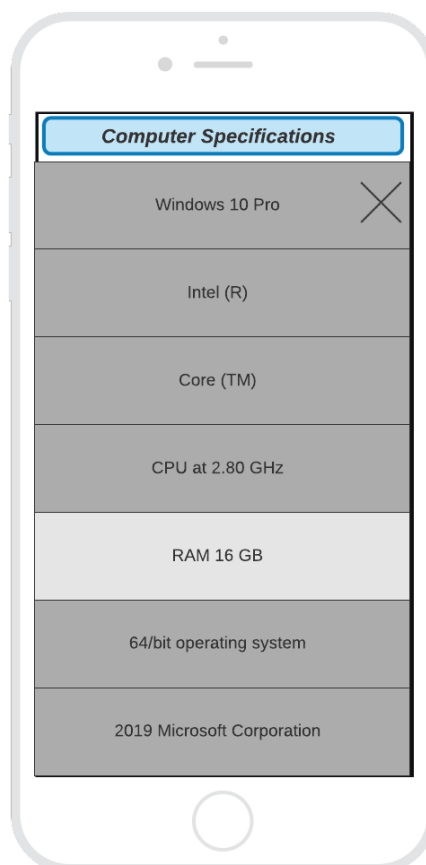 Computer Specifications
Windows 10 Pro
Intel (R)
Core (TM)
CPU at 2.80 GHz
RAM 16 GB
64/bit operating system
2019 Microsoft Corporation